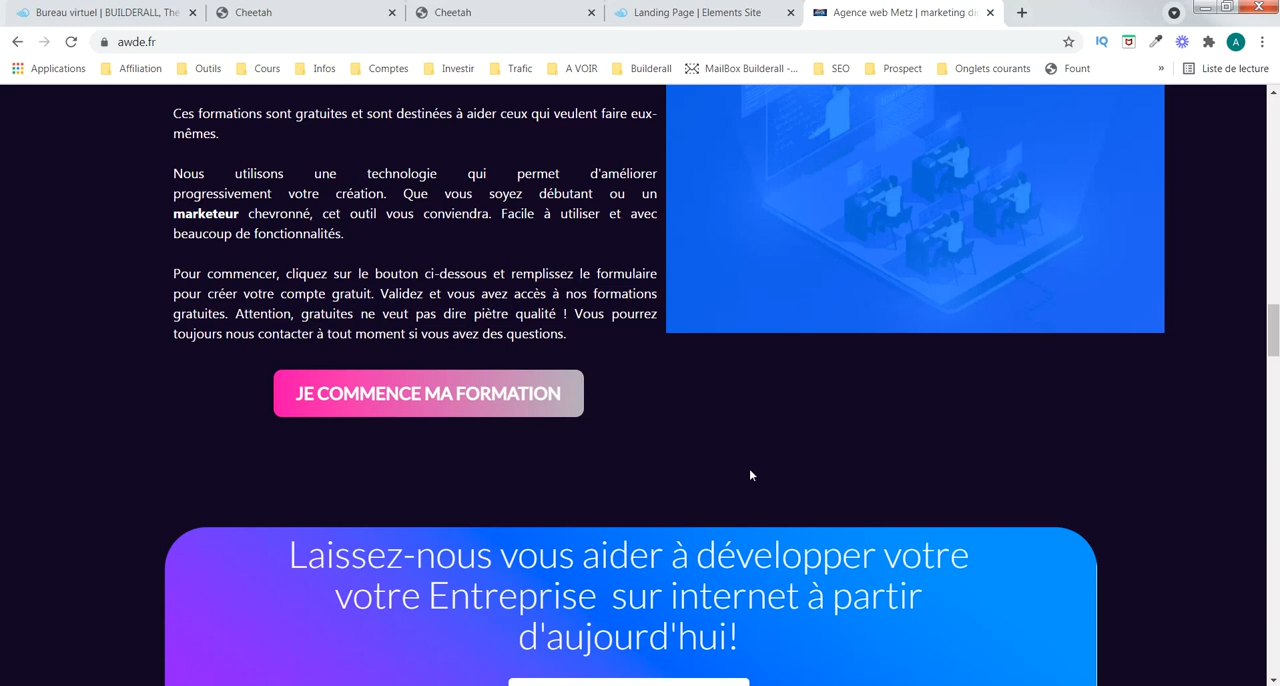 Bureau virtuel | BUILDERALL, The
Cheetah
Cheetah
Landing Page | Elements Site
Agence web Metz | marketing di
awde.fr
Applications
Affiliation
Outils
Cours
Infos
Comptes
Investir
Trafic
A VOIR
Builderall
MailBox Builderall -...
SEO
Prospect
Onglets courants
Fount
»
Liste de lecture
Ces formations sont gratuites et sont destinées à aider ceux qui veulent faire eux-
mêmes.
Nous utilisons une technologie qui permet d'améliorer
progressivement votre création. Que vous soyez débutant ou un
marketeur chevronné, cet outil vous conviendra. Facile à utiliser et avec
beaucoup de fonctionnalités.
Pour commencer, cliquez sur le bouton ci-dessous et remplissez le formulaire
pour créer votre compte gratuit. Validez et vous avez accès à nos formations
gratuites. Attention, gratuites ne veut pas dire piètre qualité ! Vous pourrez
toujours nous contacter à tout moment si vous avez des questions.
JE COMMENCE MA FORMATION
Laissez-nous vous aider à développer votre
votre Entreprise sur internet à partir
d'aujourd'hui!